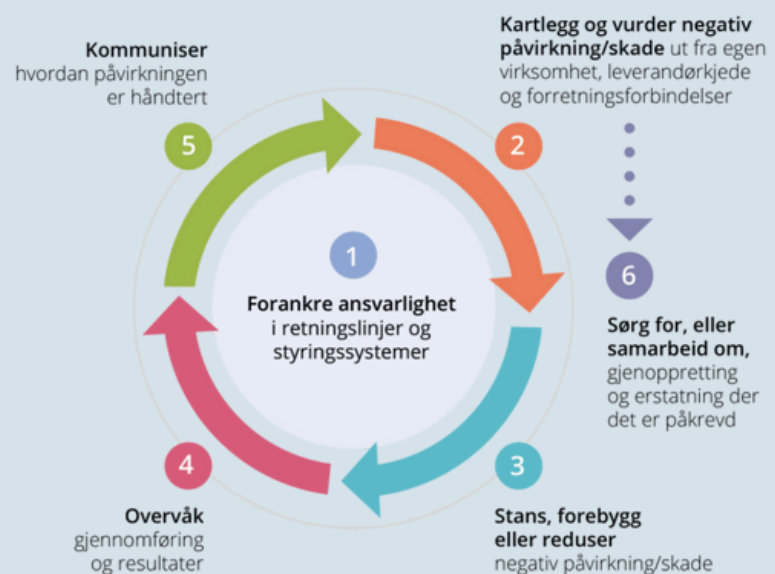 1
Forankre ansvarlighet
i retningslinjer og
styringssystemer
2
Kartlegg og vurder negativ
påvirkning/skade ut fra egen
virksomhet, leverandørkjede
og forretningsforbindelser
3
Stans, forebygg
eller reduser
negativ påvirkning/skade
4
Overvåk
gjennomføring
og resultater
5
Kommuniser
hvordan påvirkningen
er håndtert
6
Sørg for, eller
samarbeid om,
gjenoppretting
og erstatning der
det er påkrevd